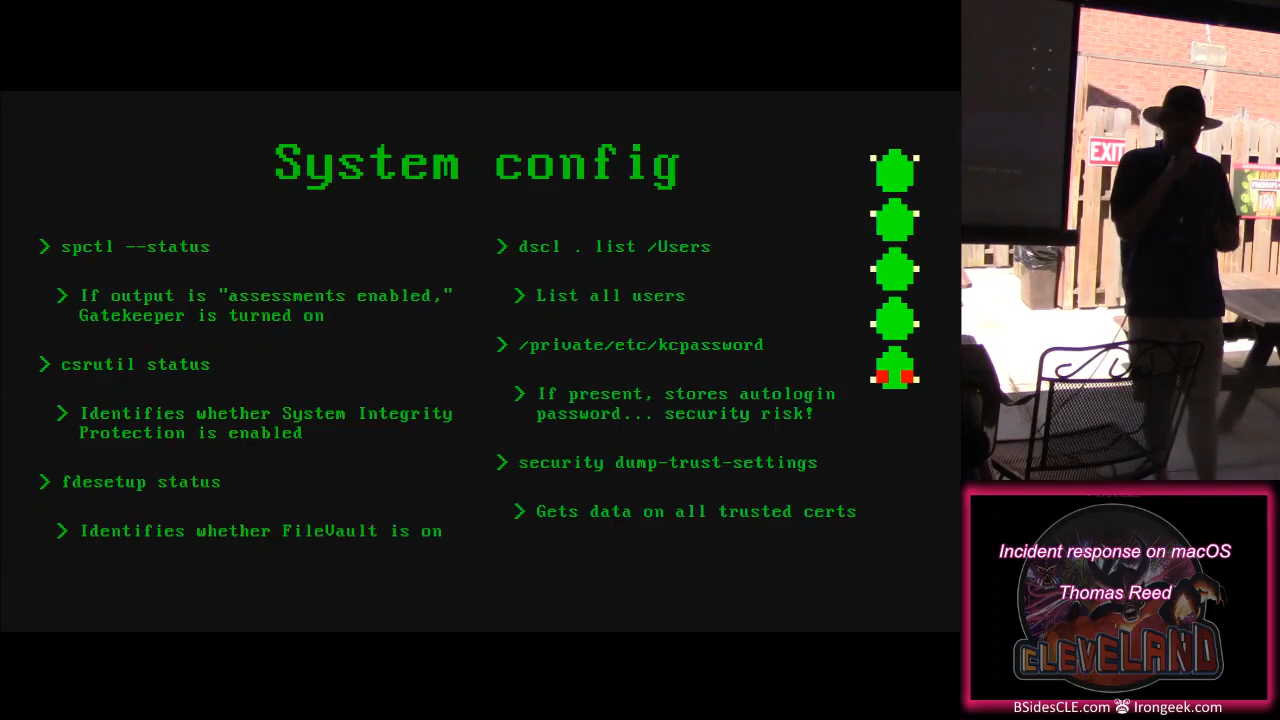 System config
> spctl --status
> If output is "assessments enabled,"
Gatekeeper is turned on
> csrutil status
> Identifies whether System Integrity
Protection is enabled
> fdesetup status
> Identifies whether FileVault is on
> dscl . list /Users
> List all users
> /private/etc/kcpassword
> If present, stores autologin
password... security risk!
> security dump-trust-settings
> Gets data on all trusted certs
EXIT
IPA
Incident response on macOS
Thomas Reed
CLEVELAND
BSidesCLE.com Irongeek.com